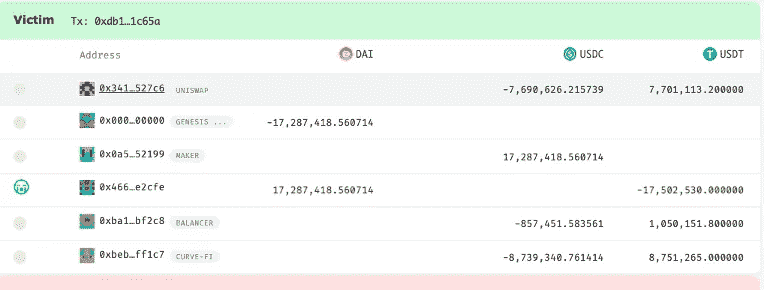 Victim Tx: 0xdb1…1c65a
Address DAI USDC USDT
0x341…527c6 UNISWAP -7,690,626.215739 7,701,113.200000
0x000…00000 GENESIS ... -17,287,418.560714
0x0a5…52199 MAKER 17,287,418.560714
0x466…e2cfe 17,287,418.560714 -17,502,530.000000
0xba1…bf2c8 BALANCER -857,451.583561 1,050,151.800000
0xbeb…ff1c7 CURVE-FI -8,739,340.761414 8,751,265.000000